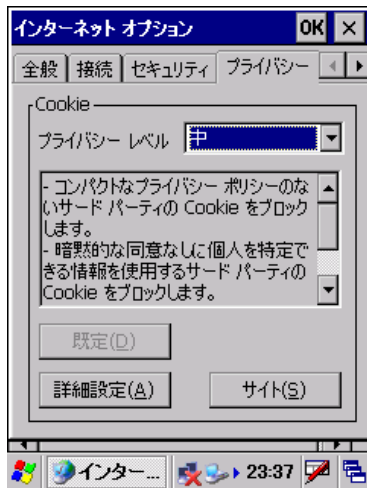 インターネット オプション OK ×
全般 接続 セキュリティ プライバシー
Cookie
プライバシー レベル 中
- コンパクトなプライバシー ポリシーのな
いサード パーティの Cookie をブロック
します。
- 暗黙的な同意なしに個人を特定で
きる情報を使用するサード パーティの
Cookie をブロックします。
既定(D)
詳細設定(A) サイト(S)
インター... 23:37